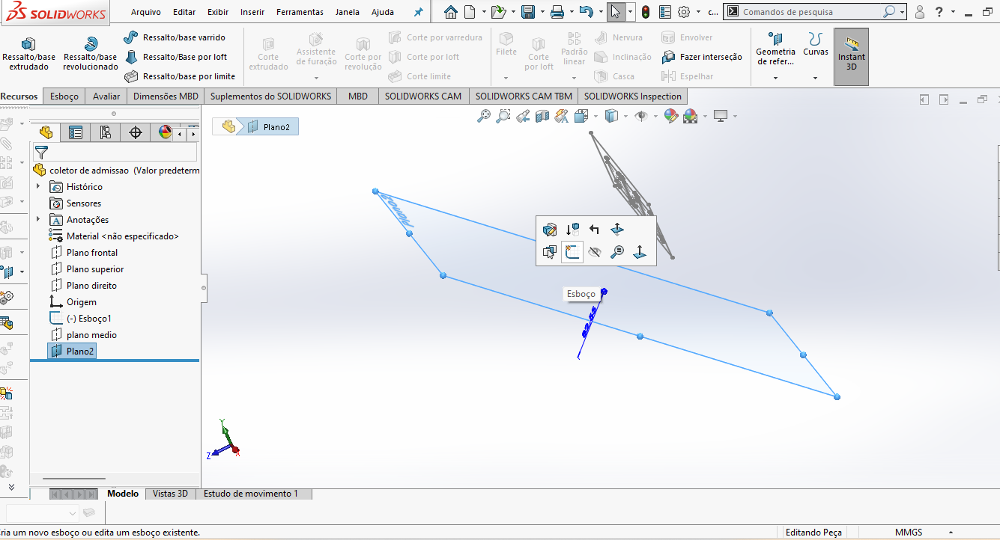 SOLIDWORKS Arquivo Editar Exibir Inserir Ferramentas Janela Ajuda c... Comandos de pesquisa ?
Ressalto/base extrudado
Ressalto/base revolucionado
Ressalto/base varrido
Ressalto/Base por loft
Ressalto/base por limite
Corte extrudado
Assistente de furação
Corte por revolução
Corte por varredura
Corte por loft
Corte limite
Filete
Corte por loft
Padrão linear
Nervura
Inclinação
Casca
Envolver
Fazer interseção
Espelhar
Geometria de refer...
Curvas
Instant 3D
Recursos Esboço Avaliar Dimensões MBD Suplementos do SOLIDWORKS MBD SOLIDWORKS CAM SOLIDWORKS CAM TBM SOLIDWORKS Inspection
Plano2
coletor de admissao (Valor predeterm
Histórico
Sensores
Anotações
Material <não especificado>
Plano frontal
Plano superior
Plano direito
Origem
(-) Esboço1
plano medio
Plano2
Plano2
Esboço
Y
Z
X
Modelo Vistas 3D Estudo de movimento 1
ria um novo esboço ou edita um esboço existente.
Editando Peça MMGS